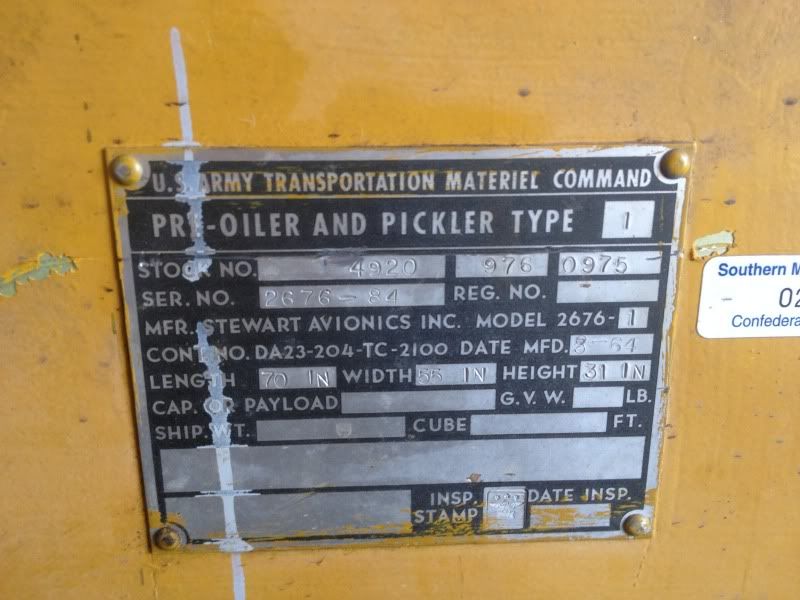 U.S. ARMY TRANSPORTATION MATERIEL COMMAND
PRE-OILER AND PICKLER TYPE 1
STOCK NO. 4920 976 0975
SER. NO. 2676-84 REG. NO.
MFR. STEWART AVIONICS INC. MODEL 2676-1
CONT. NO. DA23-204-TC-2100 DATE MFD. 8-64
LENGTH 70 IN WIDTH 55 IN HEIGHT 31 IN
CAP. OR PAYLOAD G.V.W. LB.
SHIP. WT. CUBE FT.
INSP. STAMP DATE INSP.
Southern M
02
Confedera